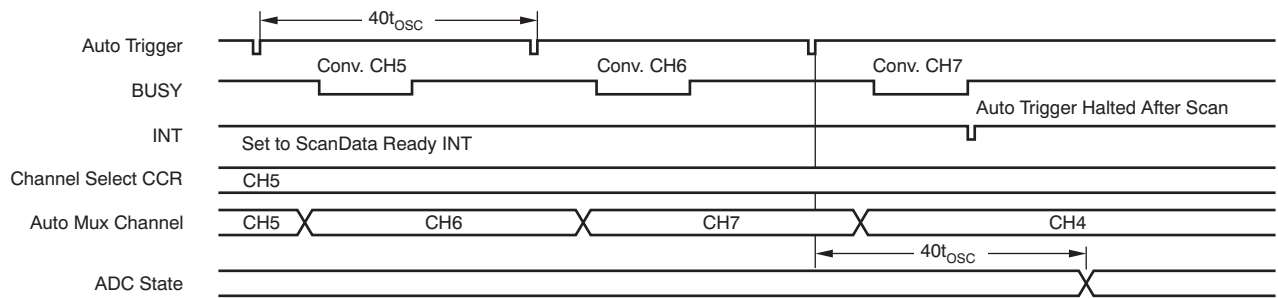 40tOSC
Auto Trigger
Conv. CH5 Conv. CH6 Conv. CH7
BUSY
Auto Trigger Halted After Scan
INT
Set to ScanData Ready INT
Channel Select CCR CH5
Auto Mux Channel CH5 CH6 CH7 CH4
40tOSC
ADC State